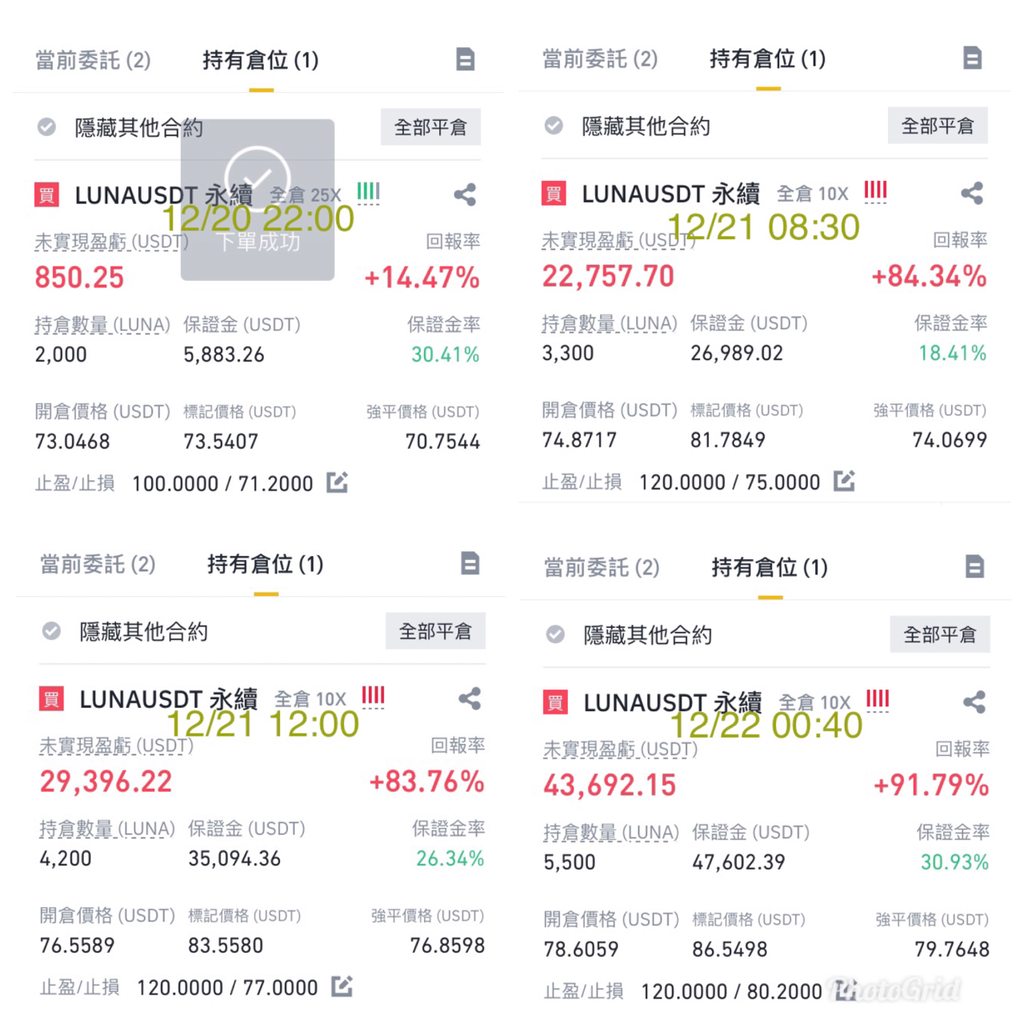 當前委託 (2) 持有倉位 (1)
隱藏其他合約 全部平倉
買 LUNAUSDT 永續 全倉 25X
12/20 22:00
下單成功
未實現盈虧 (USDT) 回報率
850.25 +14.47%
持倉數量 (LUNA) 保證金 (USDT) 保證金率
2,000 5,883.26 30.41%
開倉價格 (USDT) 標記價格 (USDT) 強平價格 (USDT)
73.0468 73.5407 70.7544
止盈/止損 100.0000 / 71.2000
當前委託 (2) 持有倉位 (1)
隱藏其他合約 全部平倉
買 LUNAUSDT 永續 全倉 10X
12/21 08:30
未實現盈虧 (USDT) 回報率
22,757.70 +84.34%
持倉數量 (LUNA) 保證金 (USDT) 保證金率
3,300 26,989.02 18.41%
開倉價格 (USDT) 標記價格 (USDT) 強平價格 (USDT)
74.8717 81.7849 74.0699
止盈/止損 120.0000 / 75.0000
當前委託 (2) 持有倉位 (1)
隱藏其他合約 全部平倉
買 LUNAUSDT 永續 全倉 10X
12/21 12:00
未實現盈虧 (USDT) 回報率
29,396.22 +83.76%
持倉數量 (LUNA) 保證金 (USDT) 保證金率
4,200 35,094.36 26.34%
開倉價格 (USDT) 標記價格 (USDT) 強平價格 (USDT)
76.5589 83.5580 76.8598
止盈/止損 120.0000 / 77.0000
當前委託 (2) 持有倉位 (1)
隱藏其他合約 全部平倉
買 LUNAUSDT 永續 全倉 10X
12/22 00:40
未實現盈虧 (USDT) 回報率
43,692.15 +91.79%
持倉數量 (LUNA) 保證金 (USDT) 保證金率
5,500 47,602.39 30.93%
開倉價格 (USDT) 標記價格 (USDT) 強平價格 (USDT)
78.6059 86.5498 79.7648
止盈/止損 120.0000 / 80.2000
PhotoGrid